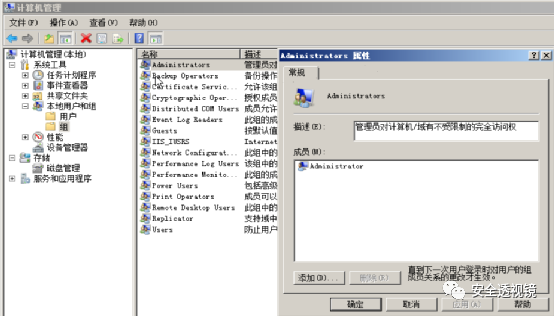 计算机管理
文件(F) 操作(A) 查看(V) 帮助(H)
计算机管理(本地)
系统工具
任务计划程序
事件查看器
共享文件夹
本地用户和组
用户
组
性能
设备管理器
存储
磁盘管理
服务和应用程序
名称 描述
Administrators 管理员对
Backup Operators 备份操作
Certificate Servic... 允许该组
Cryptographic Oper... 授权成员
Distributed COM Users 成员允许
Event Log Readers 此组的成
Guests 按默认值
IIS_IUSRS Internet
Network Configurat... 此组中的
Performance Log Users 该组中的
Performance Monito... 此组的成
Power Users 包括高级
Print Operators 成员可以
Remote Desktop Users 此组中的
Replicator 支持域中
Users 防止用户
Administrators 属性
常规
Administrators
描述(E): 管理员对计算机/域有不受限制的完全访问权
成员(M):
Administrator
添加(D)... 删除(R) 直到下一次用户登录时对用户的组成员关系的更改才生效。
确定 取消 应用(A) 帮助
安全透视镜